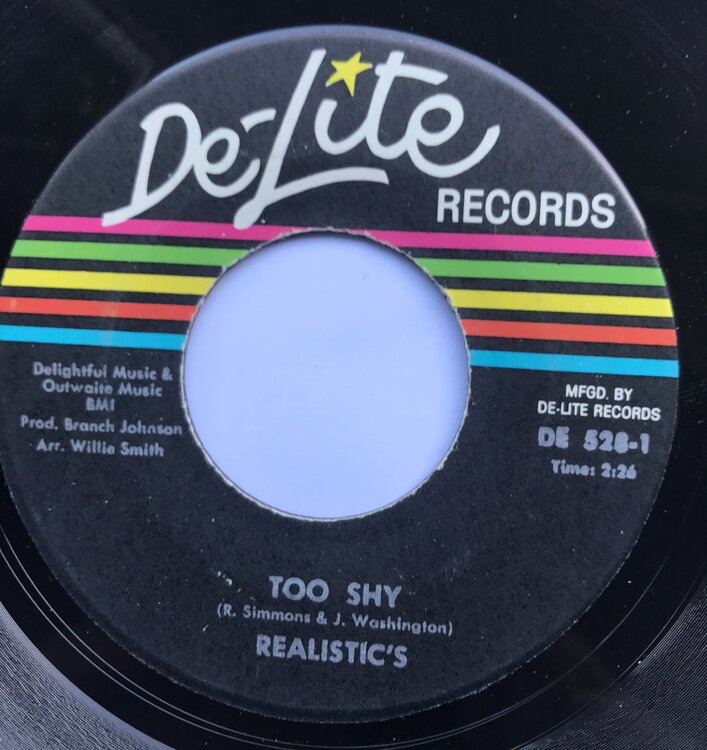 De-Lite
RECORDS
Delightful Music &
Outwaite Music
BMI
Prod. Branch Johnson
Arr. Willie Smith
MFGD. BY
DE-LITE RECORDS
DE 528-1
Time: 2:26
TOO SHY
(R. Simmons & J. Washington)
REALISTIC'S